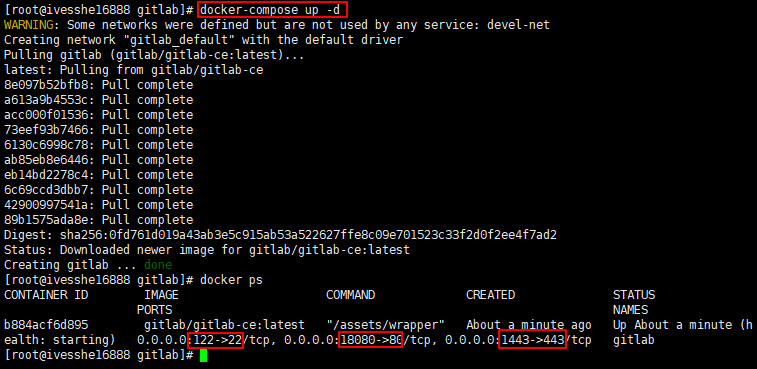 [root@ivesshe16888 gitlab]# docker-compose up -d
WARNING: Some networks were defined but are not used by any service: devel-net
Creating network "gitlab_default" with the default driver
Pulling gitlab (gitlab/gitlab-ce:latest)...
latest: Pulling from gitlab/gitlab-ce
8e097b52bfb8: Pull complete
a613a9b4553c: Pull complete
acc000f01536: Pull complete
73eef93b7466: Pull complete
6130c6998c78: Pull complete
ab85eb8e6446: Pull complete
eb14bd2278c4: Pull complete
6c69ccd3dbb7: Pull complete
42900997541a: Pull complete
89b1575ada8e: Pull complete
Digest: sha256:0fd761d019a43ab3e5c915ab53a522627ffe8c09e701523c33f2d0f2ee4f7ad2
Status: Downloaded newer image for gitlab/gitlab-ce:latest
Creating gitlab ... done
[root@ivesshe16888 gitlab]# docker ps
CONTAINER ID        IMAGE                     COMMAND             CREATED              STATUS
                    PORTS                                                              NAMES
b884acf6d895        gitlab/gitlab-ce:latest   "/assets/wrapper"   About a minute ago   Up About a minute (h
ealth: starting)   0.0.0.0:122->22/tcp, 0.0.0.0:18080->80/tcp, 0.0.0.0:1443->443/tcp   gitlab
[root@ivesshe16888 gitlab]#